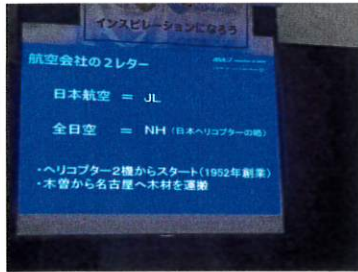 インスピレーションになろう
航空会社の2レター
日本航空 = JL
全日空 = NH (日本ヘリコプターの略)
・ヘリコプター2機からスタート(1952年創業)
・木曽から名古屋へ木材を運搬